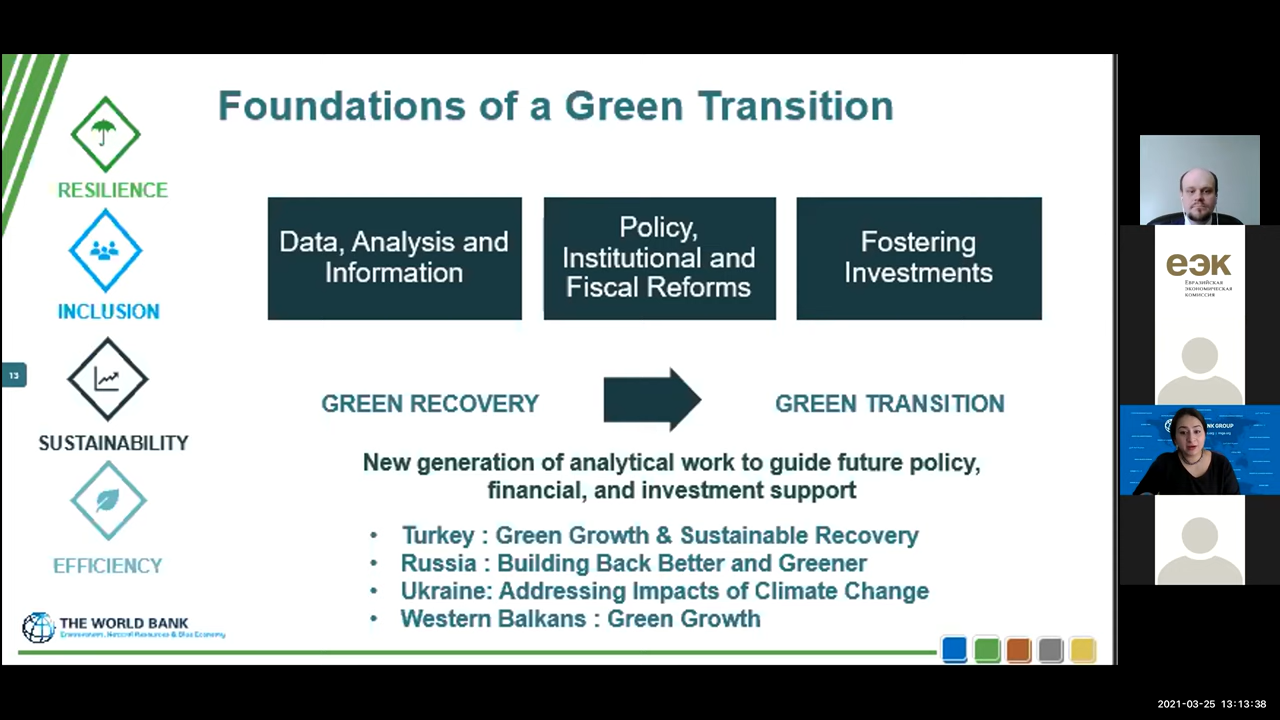 Foundations of a Green Transition
RESILIENCE
INCLUSION
SUSTAINABILITY
EFFICIENCY
13
Data, Analysis and
Information
Policy,
Institutional and
Fiscal Reforms
Fostering
Investments
GREEN RECOVERY
GREEN TRANSITION
New generation of analytical work to guide future policy,
financial, and investment support
• Turkey : Green Growth & Sustainable Recovery
• Russia : Building Back Better and Greener
• Ukraine: Addressing Impacts of Climate Change
• Western Balkans : Green Growth
THE WORLD BANK
Environment, Natural Resources & Blue Economy
еэк
ЕВРАЗИЙСКАЯ
ЭКОНОМИЧЕСКАЯ
КОМИССИЯ
BANK GROUP
2021-03-25 13:13:38